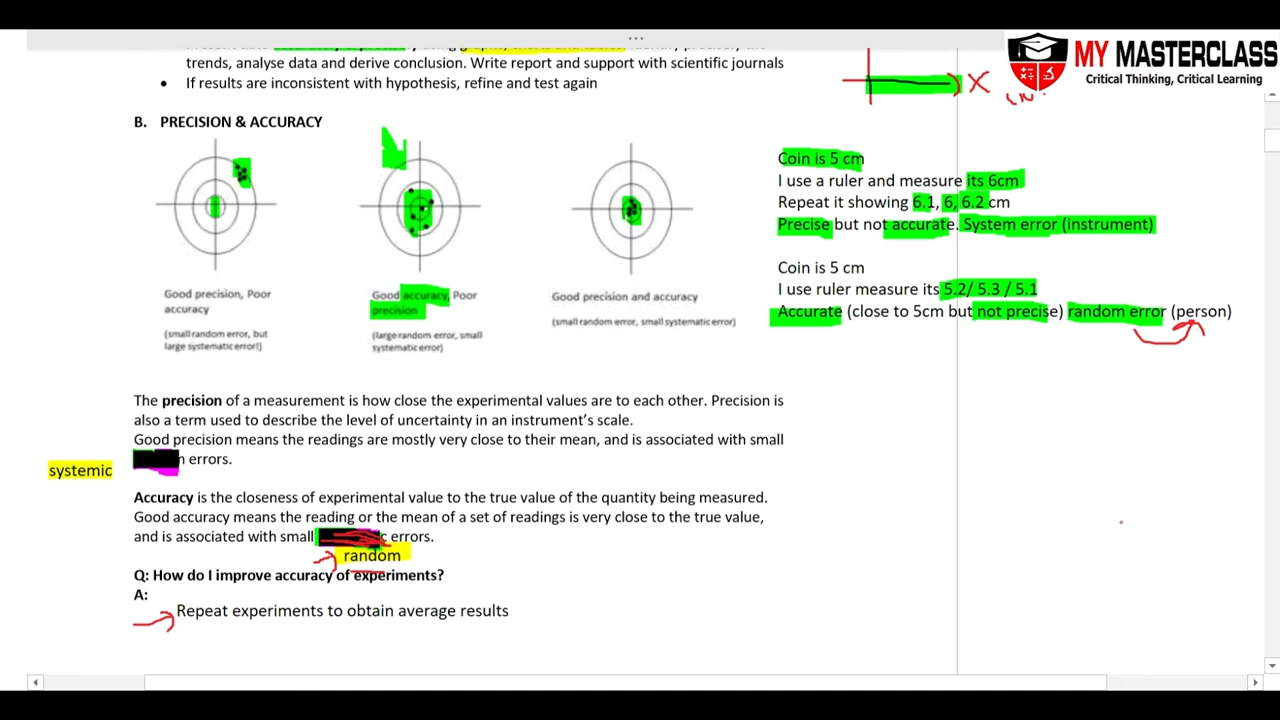 trends, analyse data and derive conclusion. Write report and support with scientific journals
• If results are inconsistent with hypothesis, refine and test again
MY MASTERCLASS
Critical Thinking, Critical Learning
X
B. PRECISION & ACCURACY
Good precision, Poor
accuracy
(small random error, but
large systematic error!)
Good accuracy, Poor
precision
(large random error, small
systematic error)
Good precision and accuracy
(small random error, small systematic error)
Coin is 5 cm
I use a ruler and measure its 6cm
Repeat it showing 6.1, 6, 6.2 cm
Precise but not accurate. System error (instrument)
Coin is 5 cm
I use ruler measure its 5.2/ 5.3 / 5.1
Accurate (close to 5cm but not precise) random error (person)
The precision of a measurement is how close the experimental values are to each other. Precision is
also a term used to describe the level of uncertainty in an instrument's scale.
Good precision means the readings are mostly very close to their mean, and is associated with small
errors.
systemic
Accuracy is the closeness of experimental value to the true value of the quantity being measured.
Good accuracy means the reading or the mean of a set of readings is very close to the true value,
and is associated with small errors.
random
Q: How do I improve accuracy of experiments?
A:
Repeat experiments to obtain average results